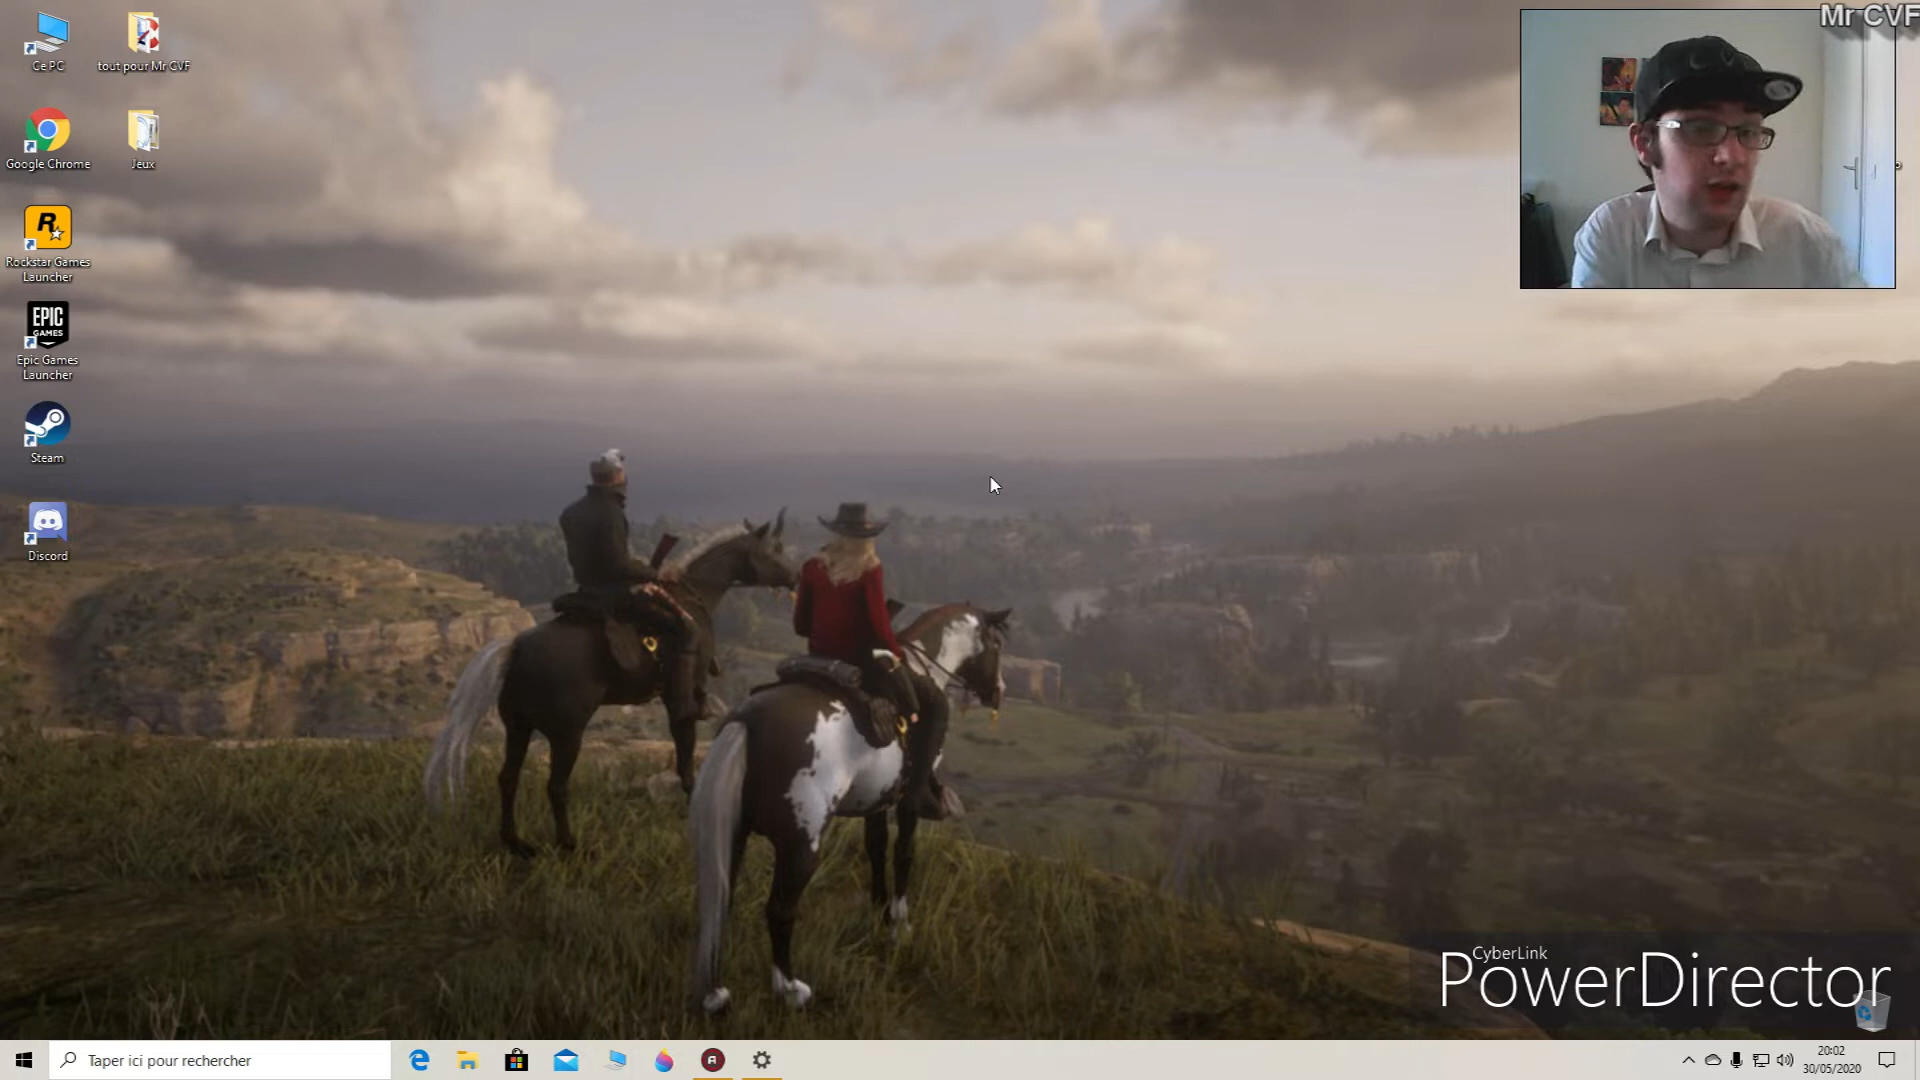 Mr CVF
Ce PC
tout pour Mr CVF
Google Chrome
Jeux
Rockstar Games
Launcher
EPIC
GAMES
Epic Games
Launcher
Steam
Discord
CyberLink
PowerDirector
Taper ici pour rechercher
20:02
30/05/2020